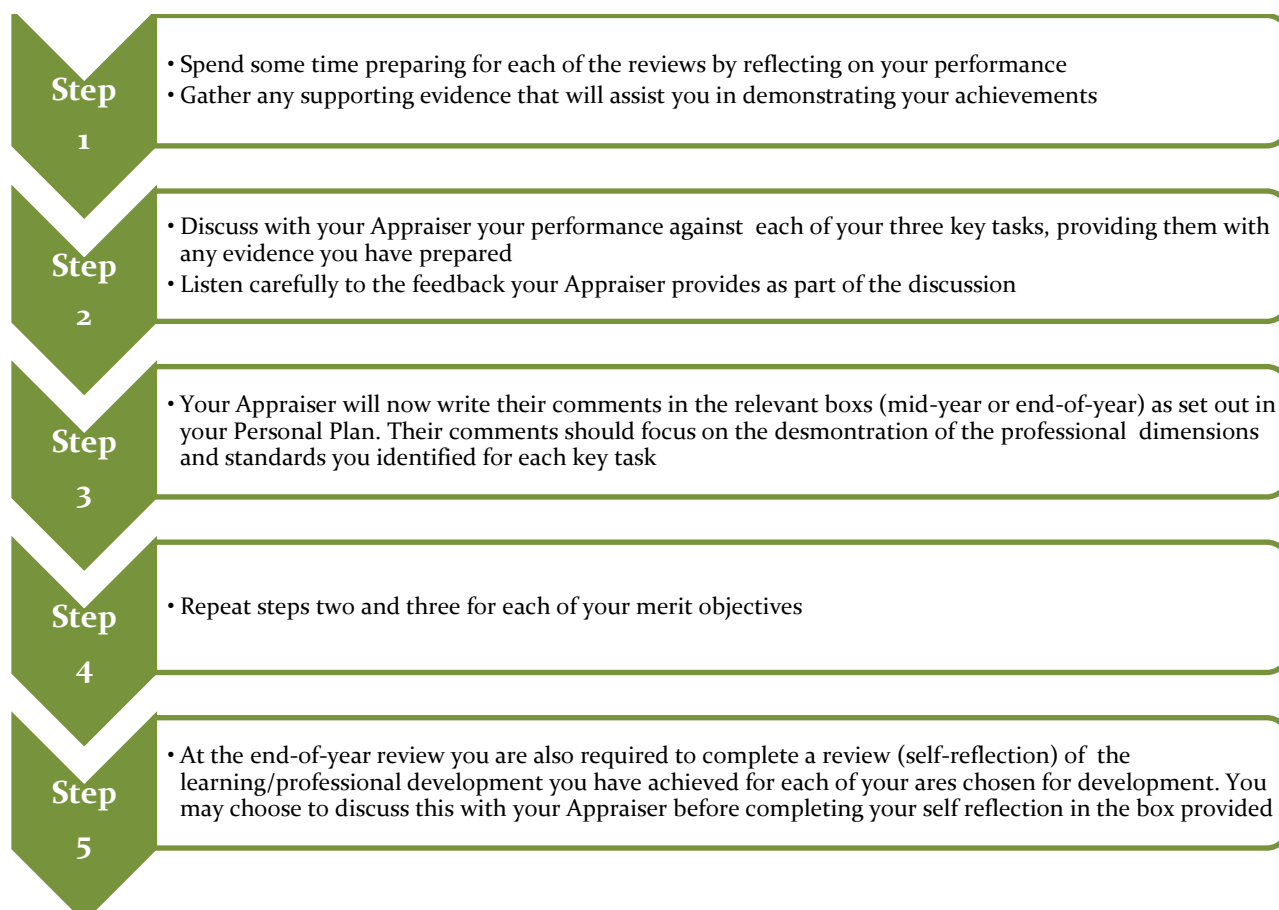 Step
1
• Spend some time preparing for each of the reviews by reflecting on your performance
• Gather any supporting evidence that will assist you in demonstrating your achievements
Step
2
• Discuss with your Appraiser your performance against  each of your three key tasks, providing them with
any evidence you have prepared
• Listen carefully to the feedback your Appraiser provides as part of the discussion
Step
3
• Your Appraiser will now write their comments in the relevant boxs (mid-year or end-of-year) as set out in
your Personal Plan. Their comments should focus on the desmontration of the professional  dimensions
and standards you identified for each key task
Step
4
• Repeat steps two and three for each of your merit objectives
Step
5
• At the end-of-year review you are also required to complete a review (self-reflection) of  the
learning/professional development you have achieved for each of your ares chosen for development. You
may choose to discuss this with your Appraiser before completing your self reflection in the box provided